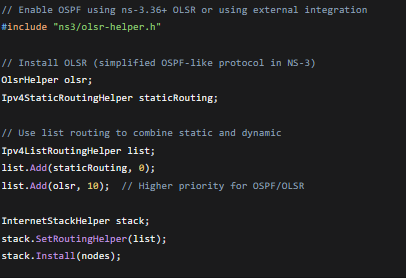 // Enable OSPF using ns-3.36+ OLSR or using external integration
#include "ns3/olsr-helper.h"
// Install OLSR (simplified OSPF-like protocol in NS-3)
OlsrHelper olsr;
Ipv4StaticRoutingHelper staticRouting;
// Use list routing to combine static and dynamic
Ipv4ListRoutingHelper list;
list.Add(staticRouting, 0);
list.Add(olsr, 10);  // Higher priority for OSPF/OLSR
InternetStackHelper stack;
stack.SetRoutingHelper(list);
stack.Install(nodes);